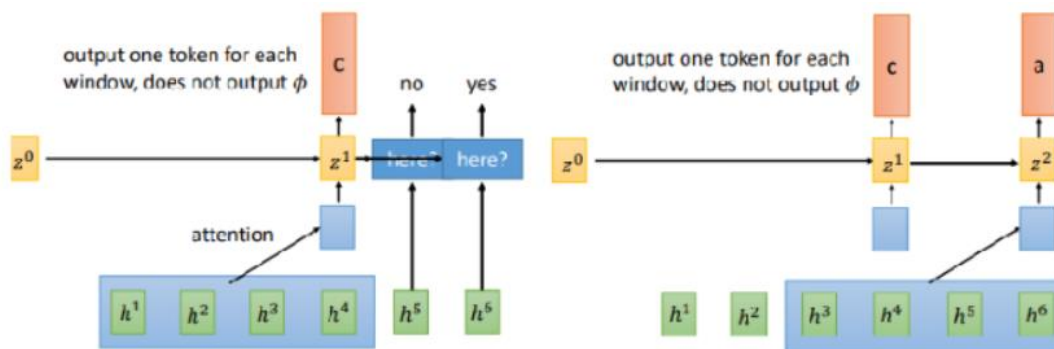 output one token for each
window, does not output ϕ
c
no
yes
z⁰
z¹
here?
here?
attention
h¹
h²
h³
h⁴
h⁵
h⁶
output one token for each
window, does not output ϕ
c
a
z⁰
z¹
z²
h¹
h²
h³
h⁴
h⁵
h⁶